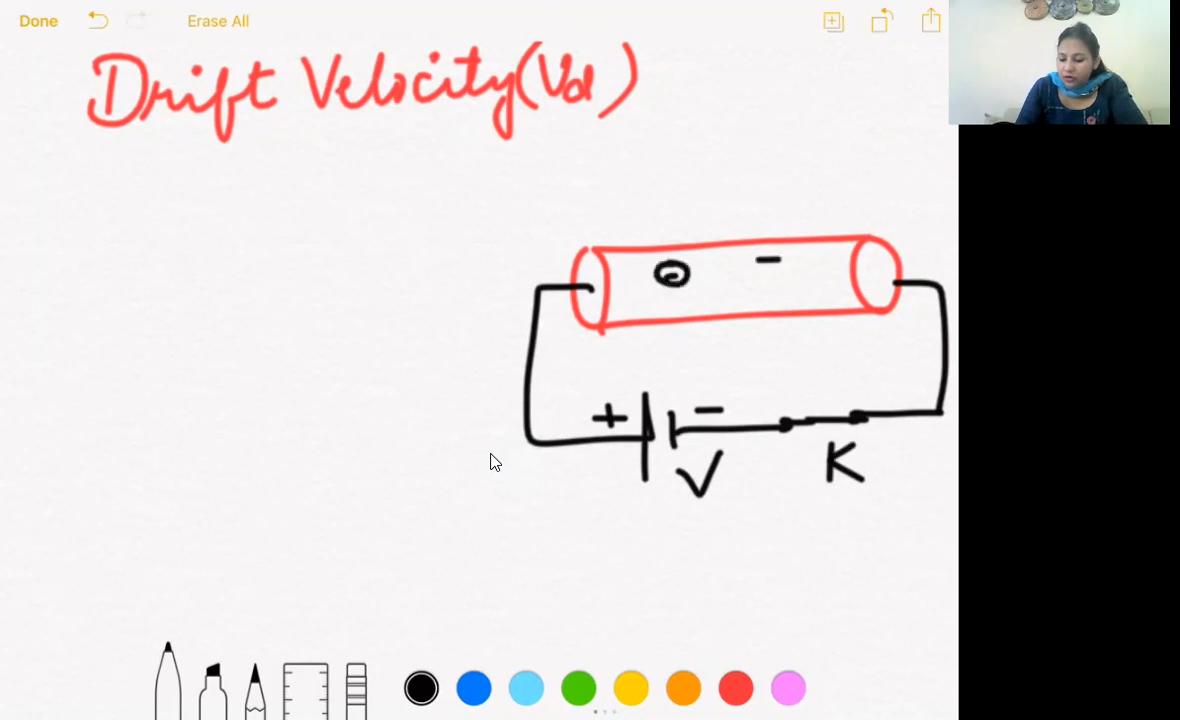 Done Erase All
Drift Velocity (Vd)
-
+ -
V K